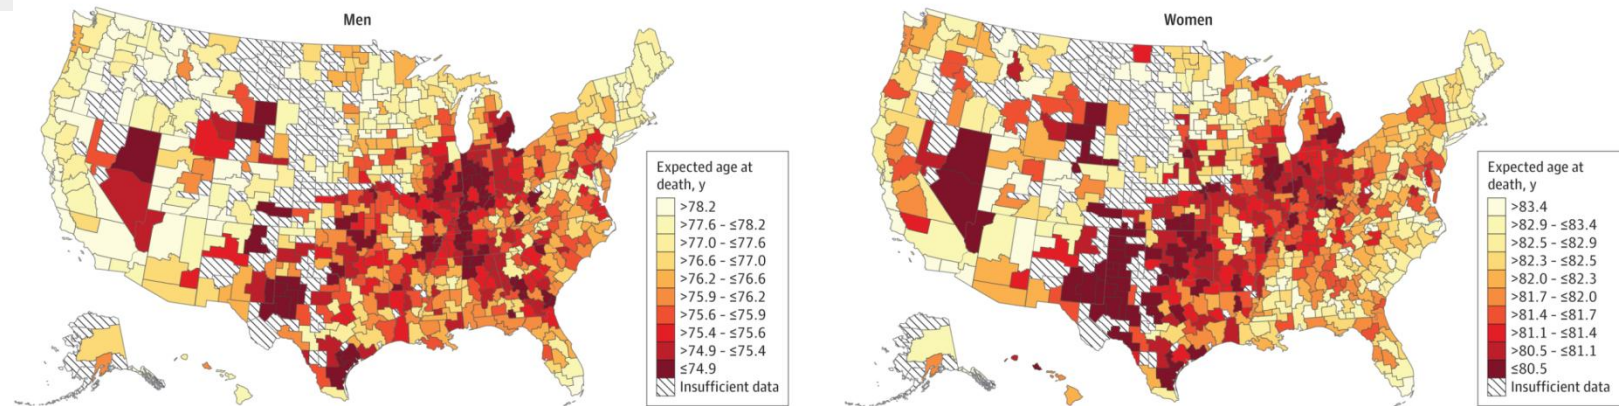 Men
Expected age at
death, y
>78.2
>77.6 - ≤78.2
>77.0 - ≤77.6
>76.6 - ≤77.0
>76.2 - ≤76.6
>75.9 - ≤76.2
>75.6 - ≤75.9
>75.4 - ≤75.6
>74.9 - ≤75.4
≤74.9
Insufficient data
Women
Expected age at
death, y
>83.4
>82.9 - ≤83.4
>82.5 - ≤82.9
>82.3 - ≤82.5
>82.0 - ≤82.3
>81.7 - ≤82.0
>81.4 - ≤81.7
>81.1 - ≤81.4
>80.5 - ≤81.1
≤80.5
Insufficient data